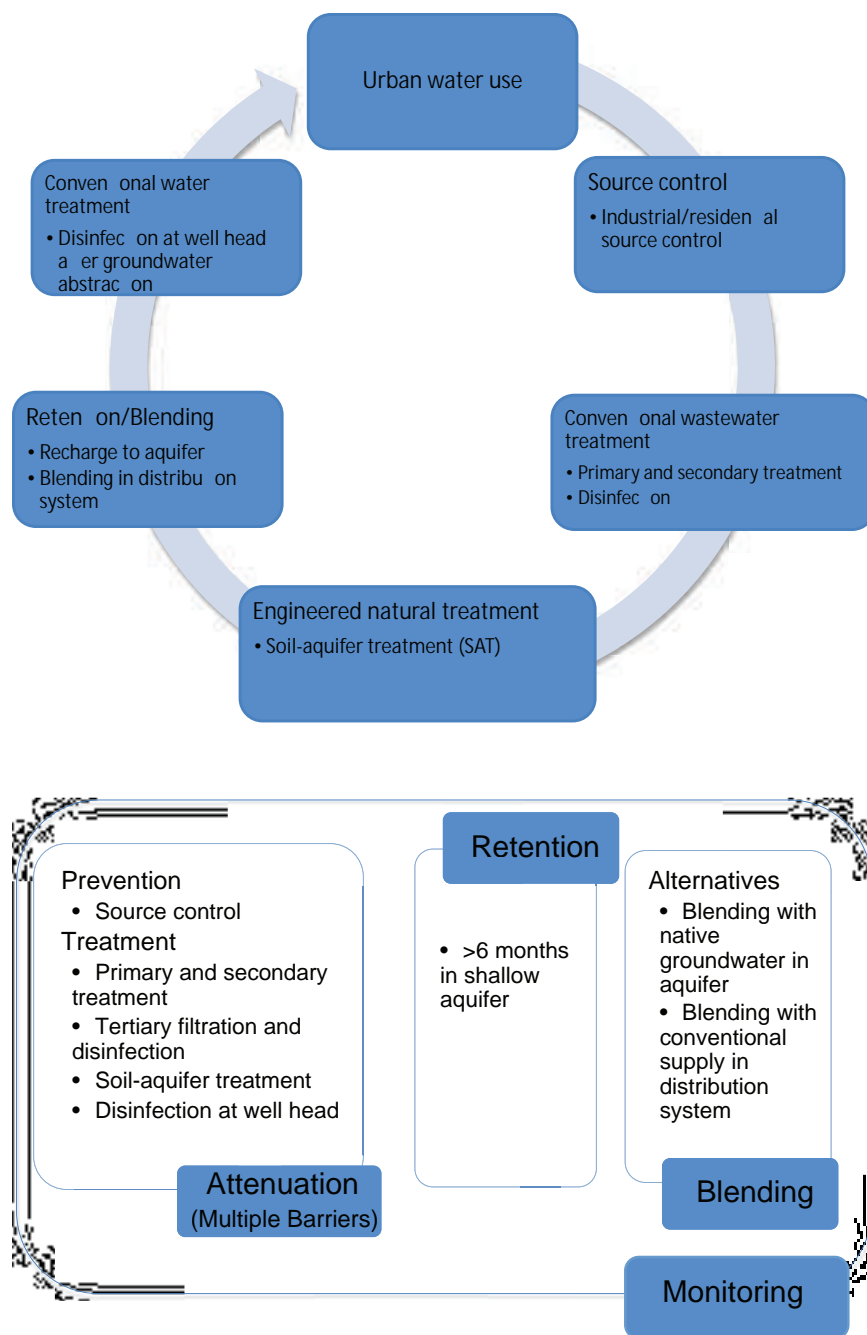 Urban water use
Source control
• Industrial/residen al
source control
Conven onal wastewater
treatment
• Primary and secondary treatment
• Disinfec on
Engineered natural treatment
• Soil-aquifer treatment (SAT)
Reten on/Blending
• Recharge to aquifer
• Blending in distribu on
system
Conven onal water
treatment
• Disinfec on at well head
a er groundwater
abstrac on
Prevention
• Source control
Treatment
• Primary and secondary
treatment
• Tertiary filtration and
disinfection
• Soil-aquifer treatment
• Disinfection at well head
Attenuation
(Multiple Barriers)
Retention
• >6 months
in shallow
aquifer
Alternatives
• Blending with
native
groundwater in
aquifer
• Blending with
conventional
supply in
distribution
system
Blending
Monitoring